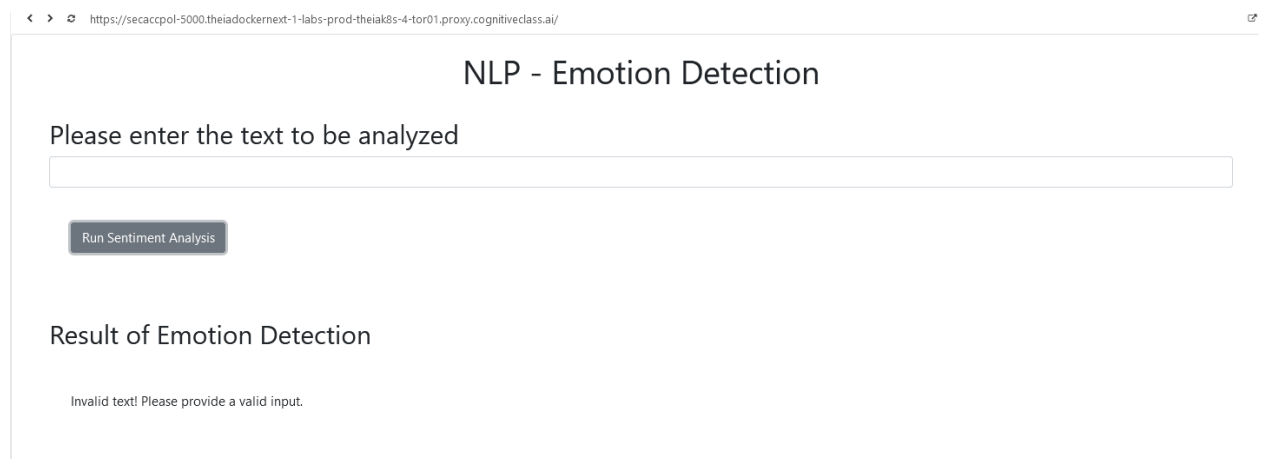 https://secaccpol-5000.theiadockernext-1-labs-prod-theiak8s-4-tor01.proxy.cognitiveclass.ai/
NLP - Emotion Detection
Please enter the text to be analyzed
Run Sentiment Analysis
Result of Emotion Detection
Invalid text! Please provide a valid input.